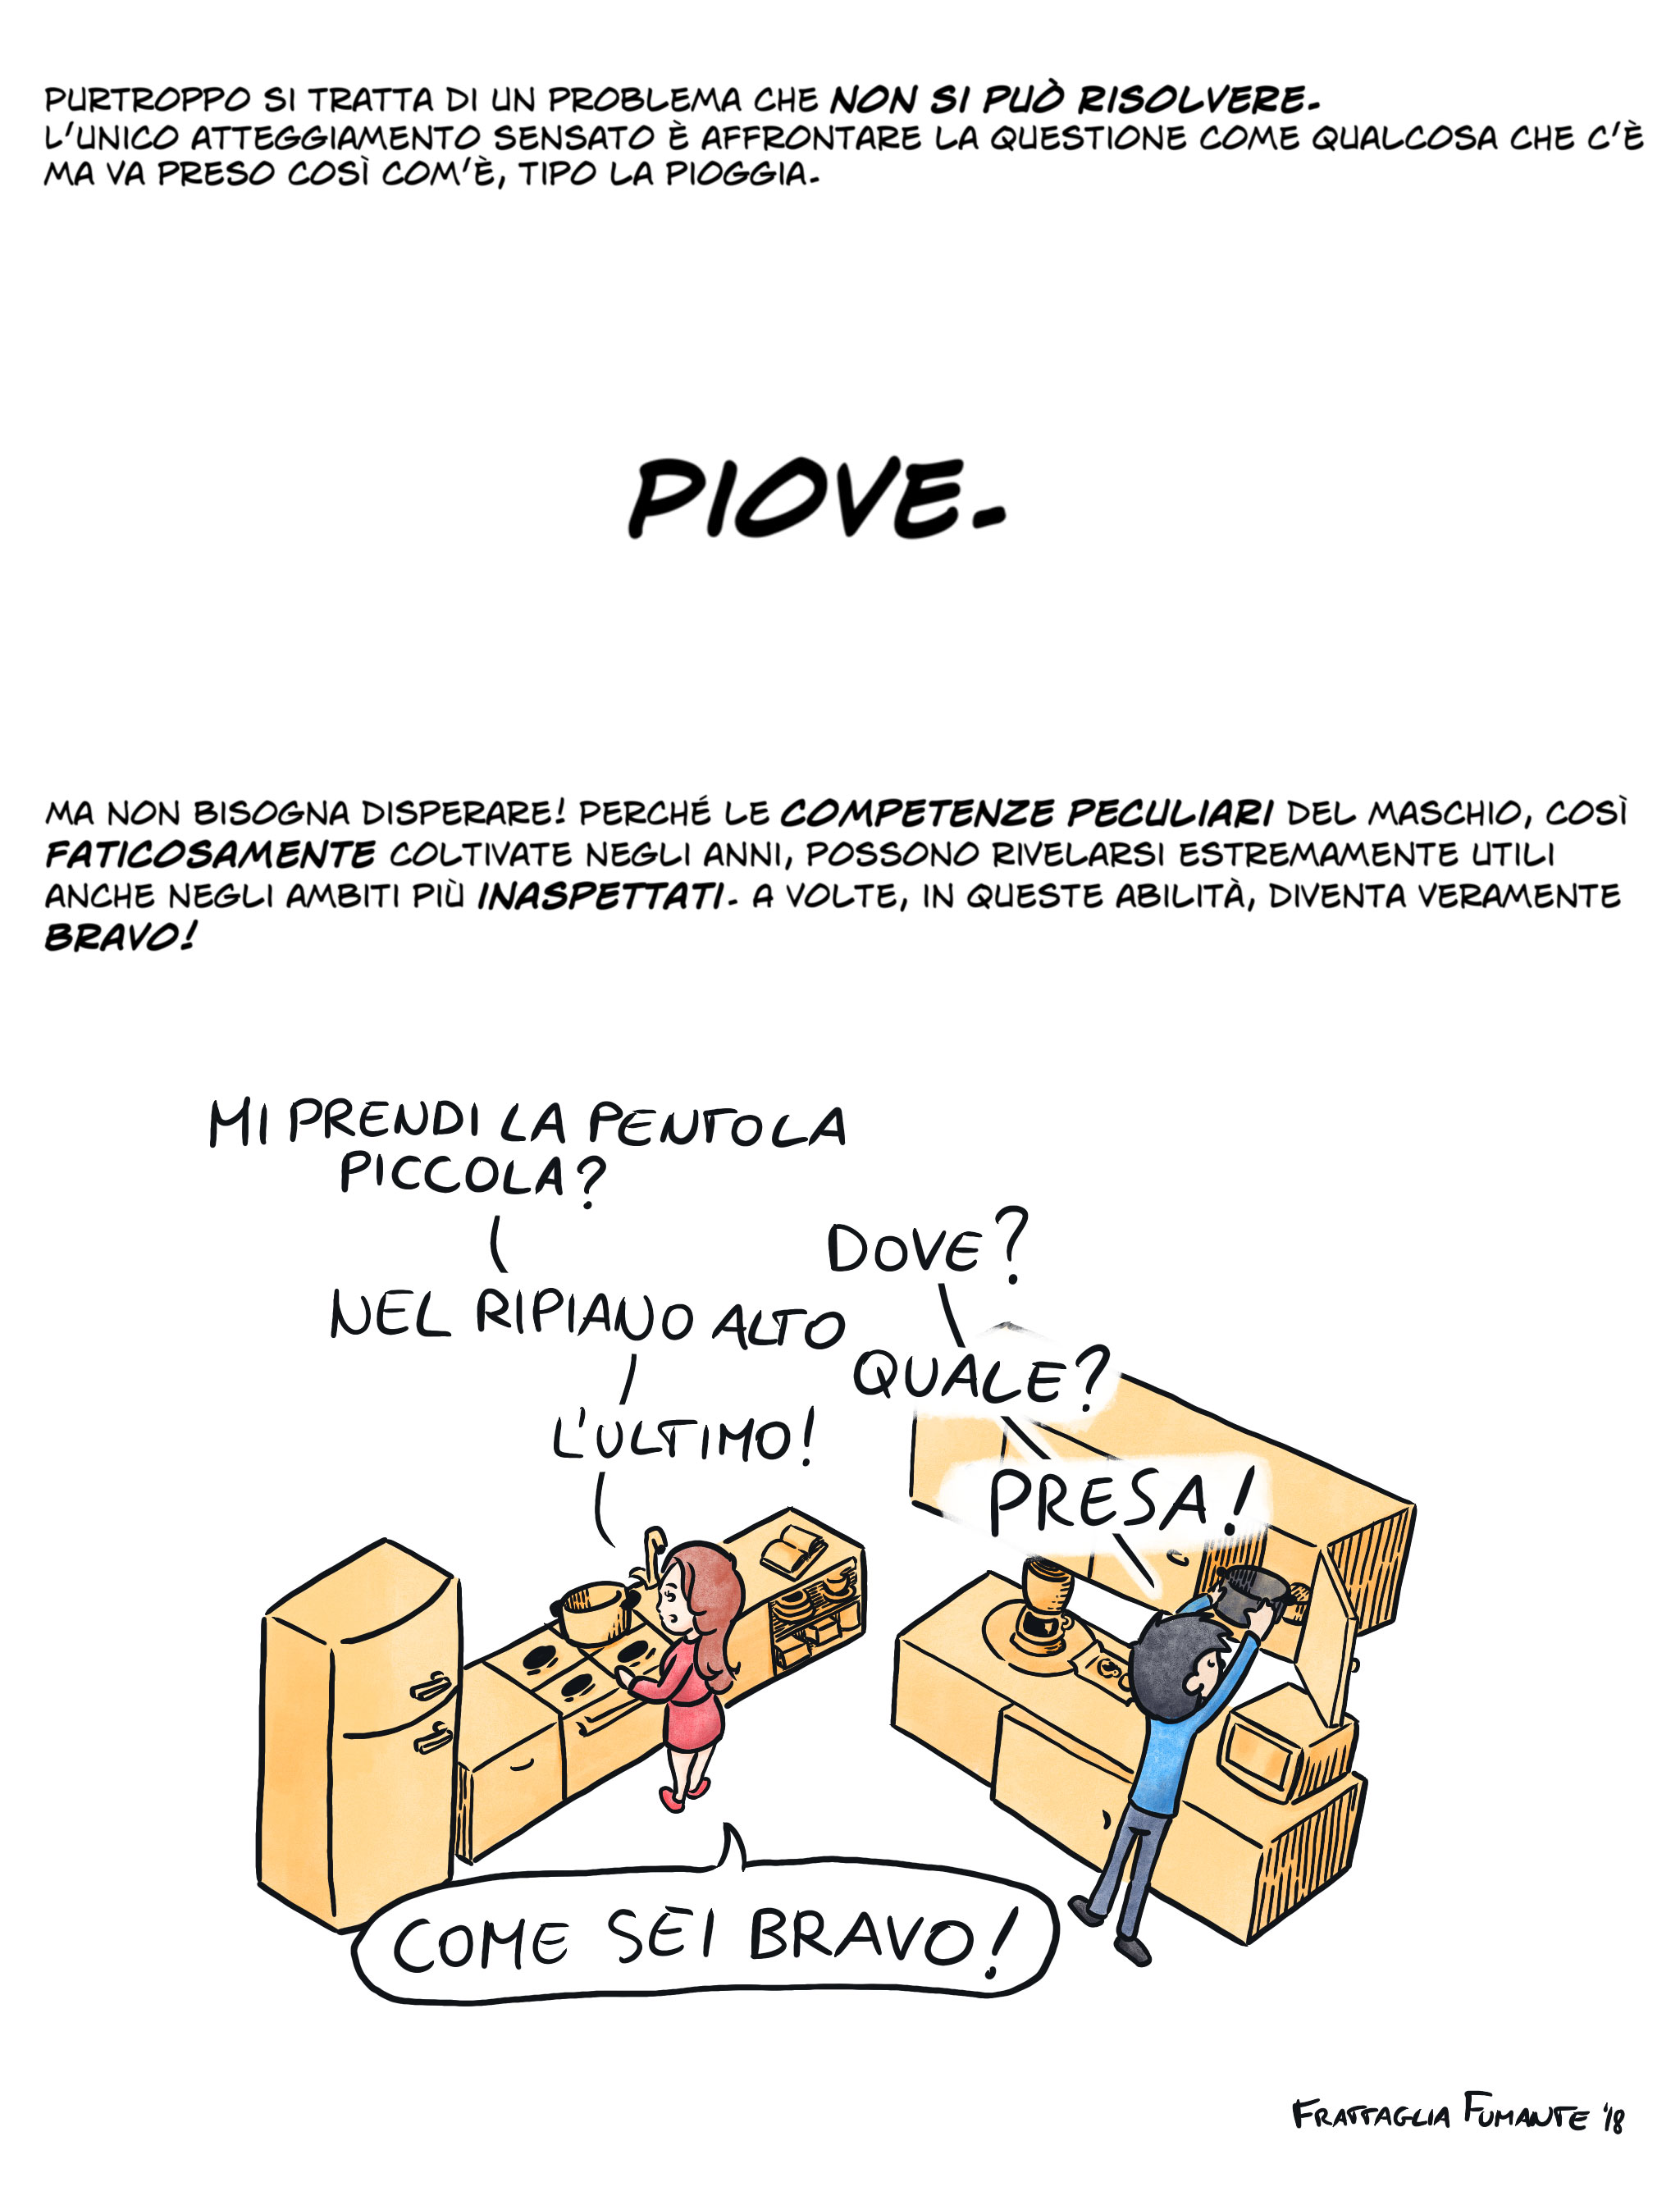 PURTROPPO SI TRATTA DI UN PROBLEMA CHE NON SI PUÒ RISOLVERE.
L'UNICO ATTEGGIAMENTO SENSATO È AFFRONTARE LA QUESTIONE COME QUALCOSA CHE C'È
MA VA PRESO COSÌ COM'È, TIPO LA PIOGGIA.
PIOVE.
MA NON BISOGNA DISPERARE! PERCHÉ LE COMPETENZE PECULIARI DEL MASCHIO, COSÌ
FATICOSAMENTE COLTIVATE NEGLI ANNI, POSSONO RIVELARSI ESTREMAMENTE UTILI
ANCHE NEGLI AMBITI PIÙ INASPETTATI. A VOLTE, IN QUESTE ABILITÀ, DIVENTA VERAMENTE
BRAVO!
MI PRENDI LA PENTOLA
PICCOLA?
DOVE?
NEL RIPIANO ALTO
QUALE?
L'ULTIMO!
PRESA!
COME SEI BRAVO!
FRATTAGLIA FUMANTE '18